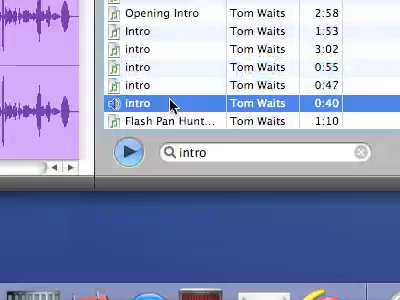 Opening Intro Tom Waits 2:58
Intro Tom Waits 1:53
intro Tom Waits 3:02
intro Tom Waits 0:55
intro Tom Waits 0:47
intro Tom Waits 0:40
Flash Pan Hunt... Tom Waits 1:10
intro